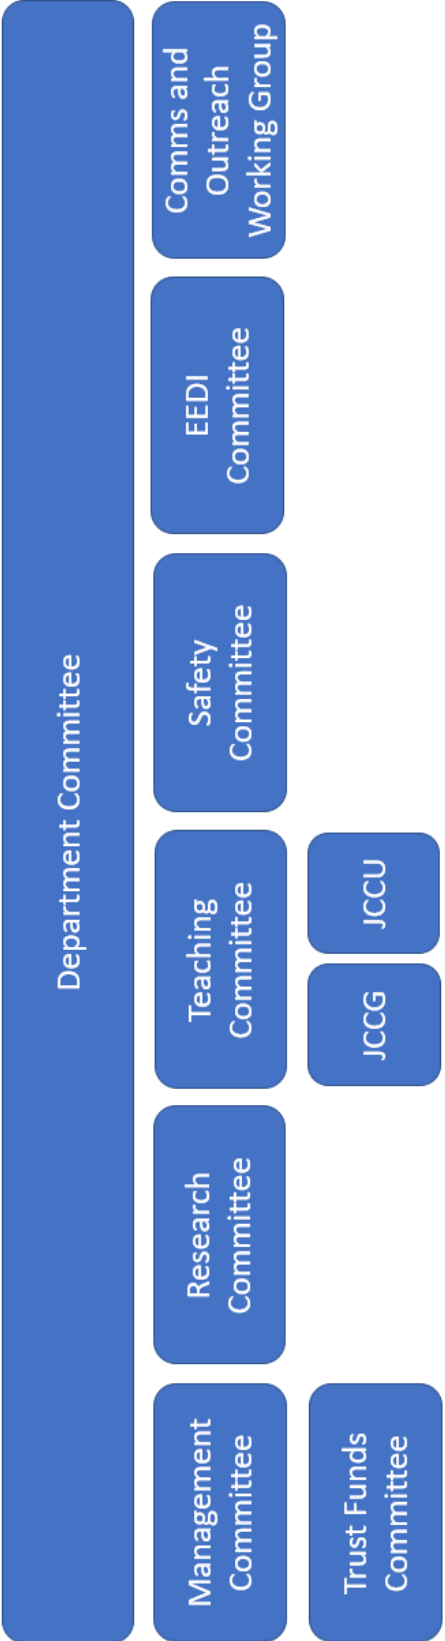 Department Committee
Management
Committee
Research
Committee
Teaching
Committee
Safety
Committee
EEDI
Committee
Comms and
Outreach
Working Group
Trust Funds
Committee
JCCG
JCCU